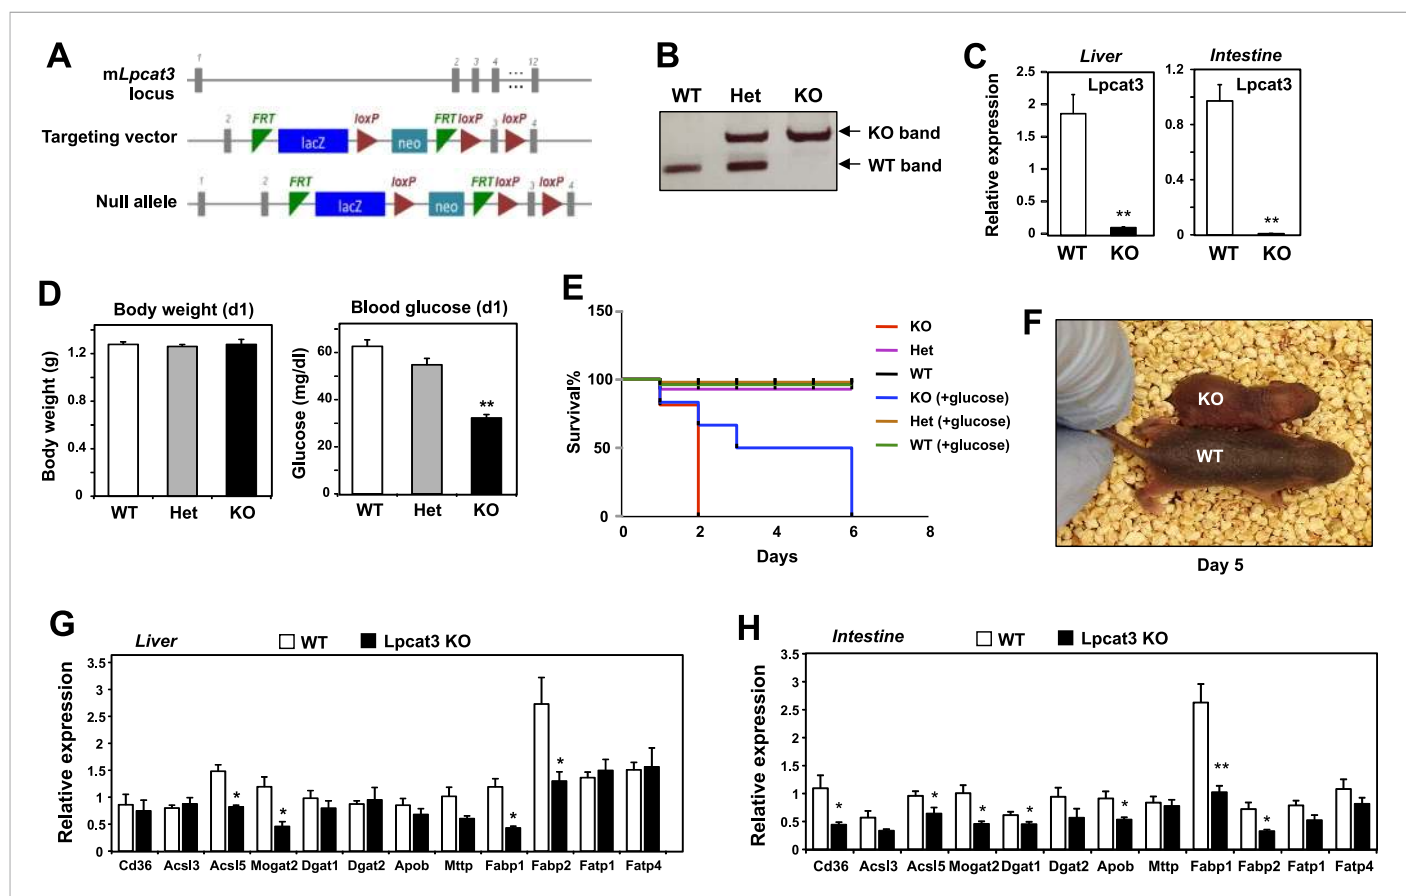 A
mLpcat3
locus
1
2 3 4 ... 12
...
Targeting vector
2
FRT
lacZ
loxP
neo
FRT loxP
3
loxP
4
Null allele
1
2
FRT
lacZ
loxP
neo
FRT loxP
3
loxP
4
B
WT Het KO
KO band
WT band
C
Liver
Relative expression
2.5
2
1.5
1
0.5
0
Lpcat3
**
WT KO
Intestine
1.2
0.8
0.4
0
Lpcat3
**
WT KO
D
Body weight (d1)
Body weight (g)
1.2
0.4
0
WT Het KO
Blood glucose (d1)
Glucose (mg/dl)
60
40
20
0
**
WT Het KO
E
Survival%
150
100
50
0
0 2 4 6 8
Days
KO
Het
WT
KO (+glucose)
Het (+glucose)
WT (+glucose)
F
KO
WT
Day 5
G
Liver
WT Lpcat3 KO
Relative expression
3.5
3
2.5
2
1.5
1
0.5
0
* * * *
Cd36 Acsl3 Acsl5 Mogat2 Dgat1 Dgat2 Apob Mttp Fabp1 Fabp2 Fatp1 Fatp4
H
Intestine
WT Lpcat3 KO
Relative expression
3.5
3
2.5
2
1.5
1
0.5
0
* * * * * ** *
Cd36 Acsl3 Acsl5 Mogat2 Dgat1 Dgat2 Apob Mttp Fabp1 Fabp2 Fatp1 Fatp4